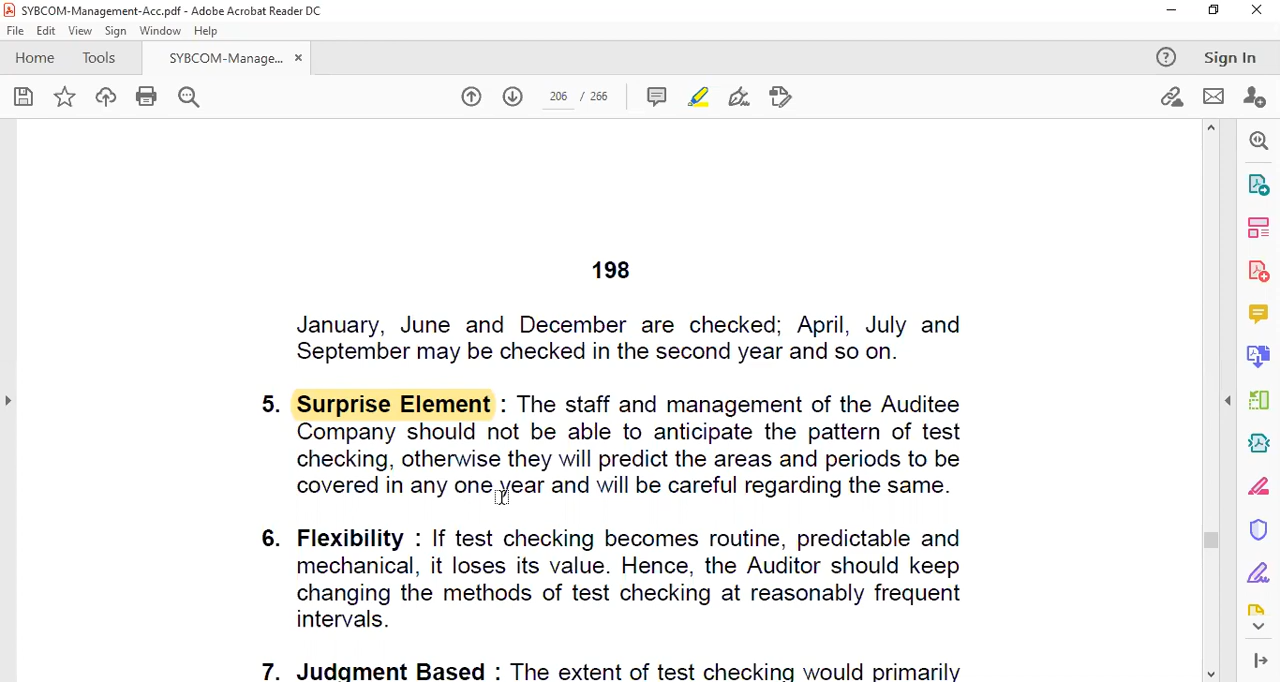 SYBCOM-Management-Acc.pdf - Adobe Acrobat Reader DC
File Edit View Sign Window Help
Home Tools SYBCOM-Manage... × Sign In
206 / 266
198
January, June and December are checked; April, July and
September may be checked in the second year and so on.
5. Surprise Element : The staff and management of the Auditee
Company should not be able to anticipate the pattern of test
checking, otherwise they will predict the areas and periods to be
covered in any one year and will be careful regarding the same.
6. Flexibility : If test checking becomes routine, predictable and
mechanical, it loses its value. Hence, the Auditor should keep
changing the methods of test checking at reasonably frequent
intervals.
7. Judgment Based : The extent of test checking would primarily